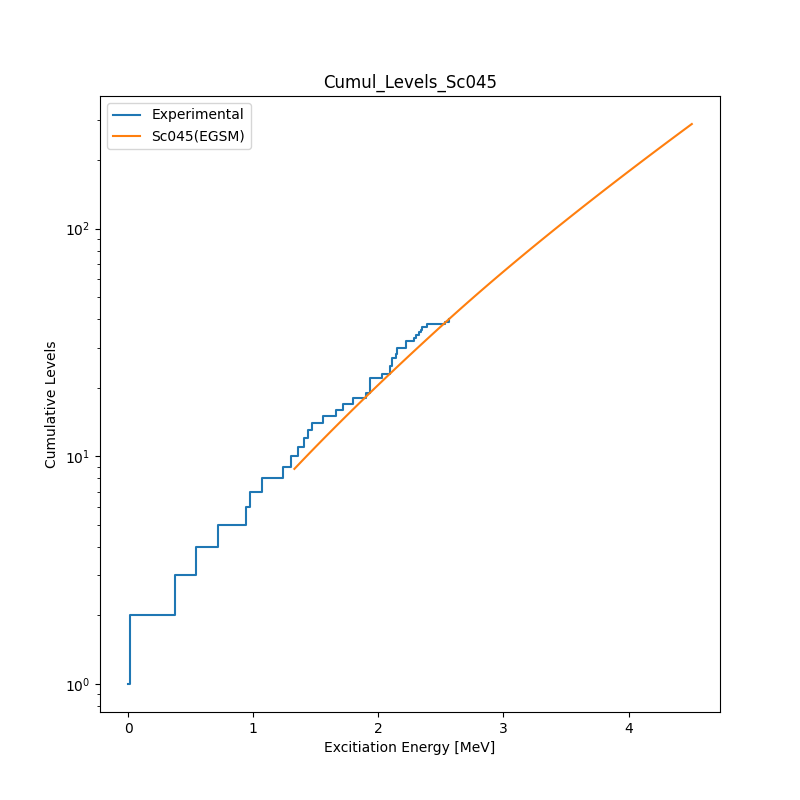 Cumul_Levels_Sc045
Experimental
Sc045(EGSM)
10^2
10^1
10^0
Cumulative Levels
0 1 2 3 4
Excitiation Energy [MeV]